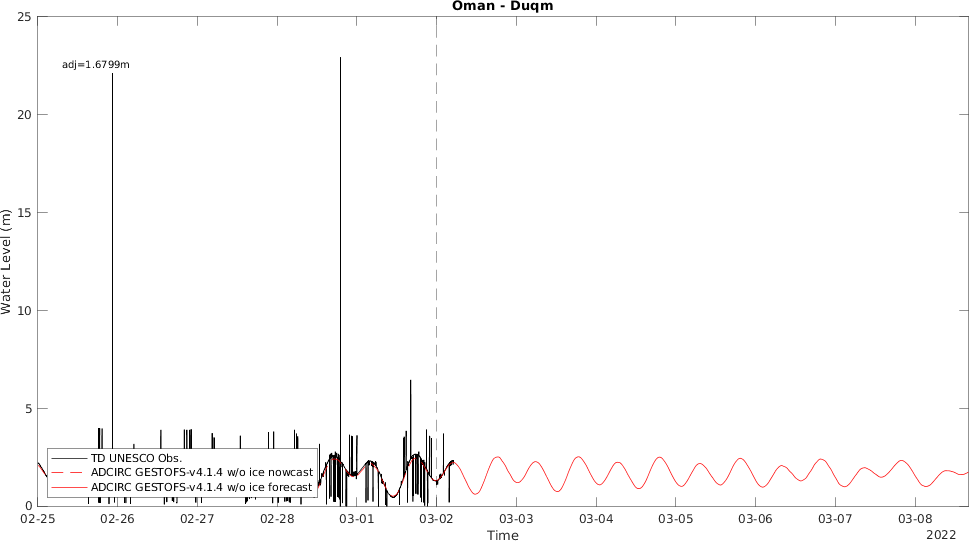 Oman - Duqm
25
adj=1.6799m
20
15
Water Level (m)
10
5
TD UNESCO Obs.
ADCIRC GESTOFS-v4.1.4 w/o ice nowcast
ADCIRC GESTOFS-v4.1.4 w/o ice forecast
0
02-25 02-26 02-27 02-28 03-01 03-02 03-03 03-04 03-05 03-06 03-07 03-08
Time
2022